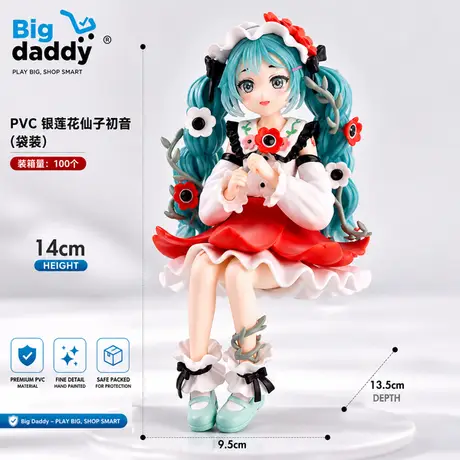 Big
daddy ®
PLAY BIG, SHOP SMART
PVC 银莲花仙子初音
(袋装)
装箱量：100个
14cm
HEIGHT
PREMIUM PVC
MATERIAL
FINE DETAIL
HAND PAINTED
SAFE PACKED
FOR PROTECTION
Big Daddy – PLAY BIG, SHOP SMART
13.5cm
DEPTH
9.5cm